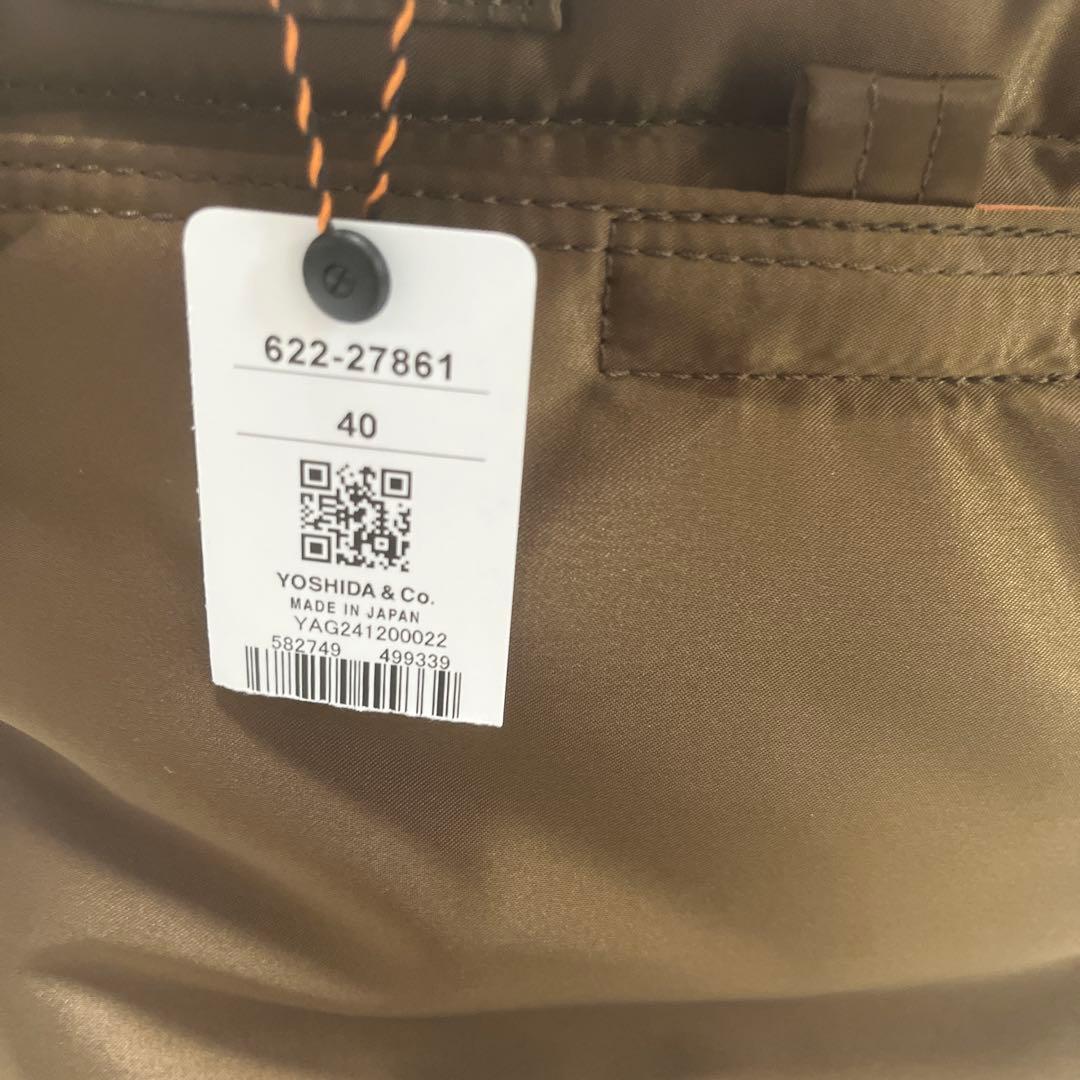 622-27861
40
YOSHIDA & Co.
MADE IN JAPAN
YAG241200022
582749 499339